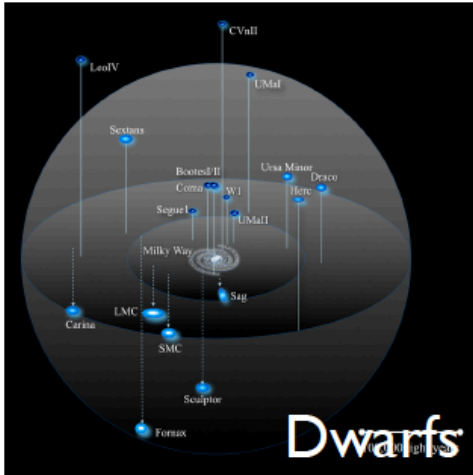 CVnII
LeoIV
UMaI
Sextans
BootesI/II
Ursa Minor
Coma
W1
Herc
Draco
Segue1
UMaII
Milky Way
Sag
LMC
Carina
SMC
Sculptor
Fornax
Dwarfs